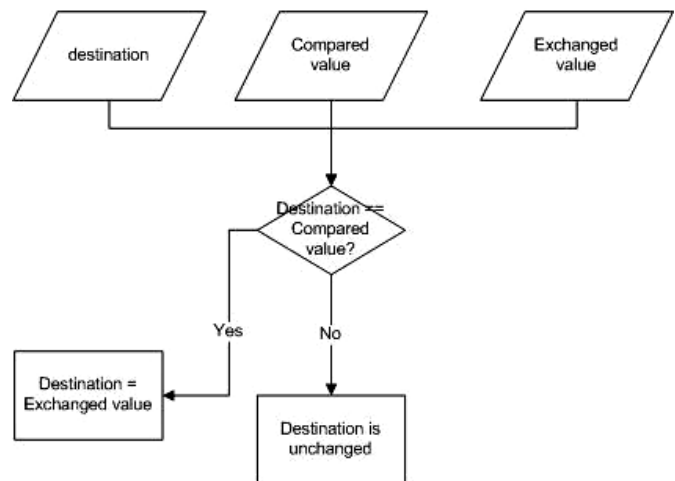 destination
Compared
value
Exchanged
value
Destination ==
Compared
value?
Yes
No
Destination =
Exchanged value
Destination is
unchanged